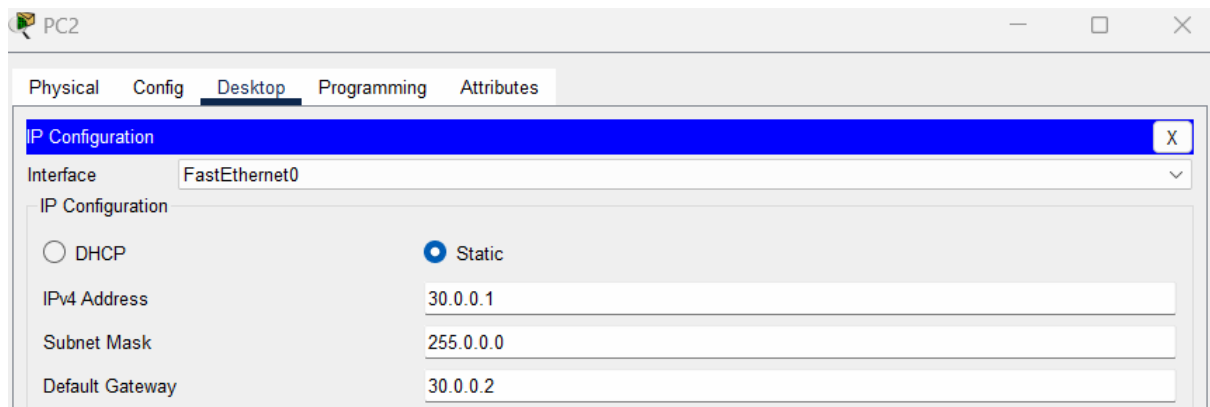 PC2
Physical Config Desktop Programming Attributes
IP Configuration X
Interface FastEthernet0
IP Configuration
DHCP Static
IPv4 Address 30.0.0.1
Subnet Mask 255.0.0.0
Default Gateway 30.0.0.2